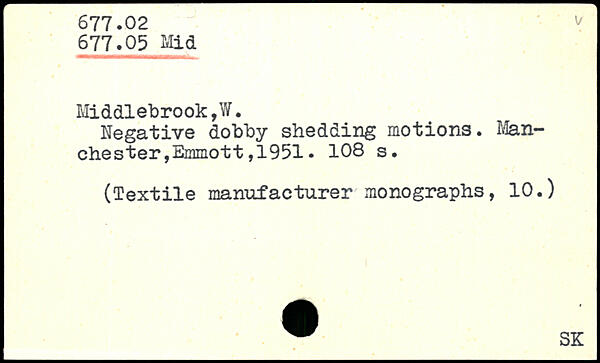 677.02
677.05 Mid
v
Middlebrook,W.
Negative dobby shedding motions. Man-
chester,Emmott,1951. 108 s.
(Textile manufacturer monographs, 10.)
SK